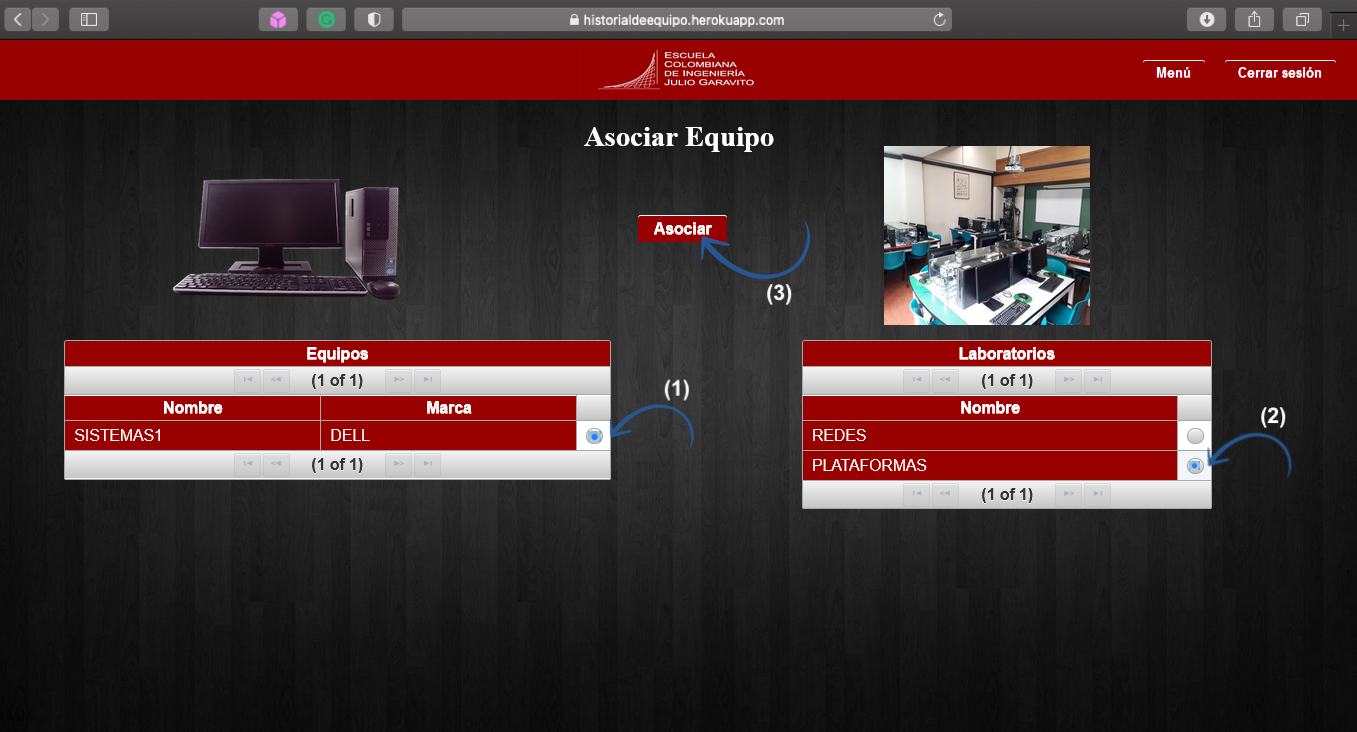 historialdeequipo.herokuapp.com
ESCUELA
COLOMBIANA
DE INGENIERÍA
JULIO GARAVITO
Menú
Cerrar sesión
Asociar Equipo
Asociar
(3)
Equipos
(1 of 1)
Nombre Marca
(1)
SISTEMAS1 DELL
(1 of 1)
Laboratorios
(1 of 1)
Nombre
(2)
REDES
PLATAFORMAS
(1 of 1)